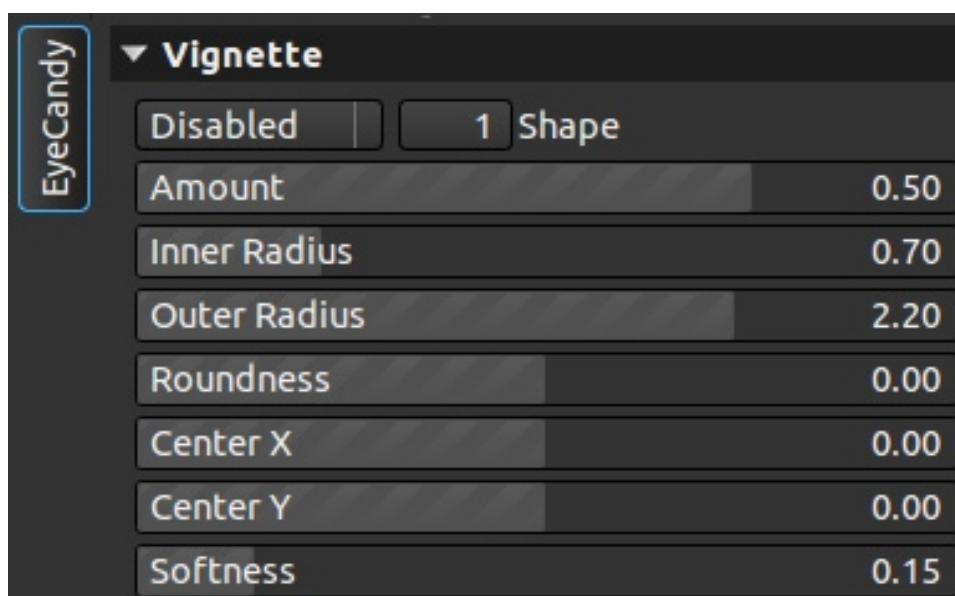 EyeCandy
Vignette
Disabled 1 Shape
Amount 0.50
Inner Radius 0.70
Outer Radius 2.20
Roundness 0.00
Center X 0.00
Center Y 0.00
Softness 0.15